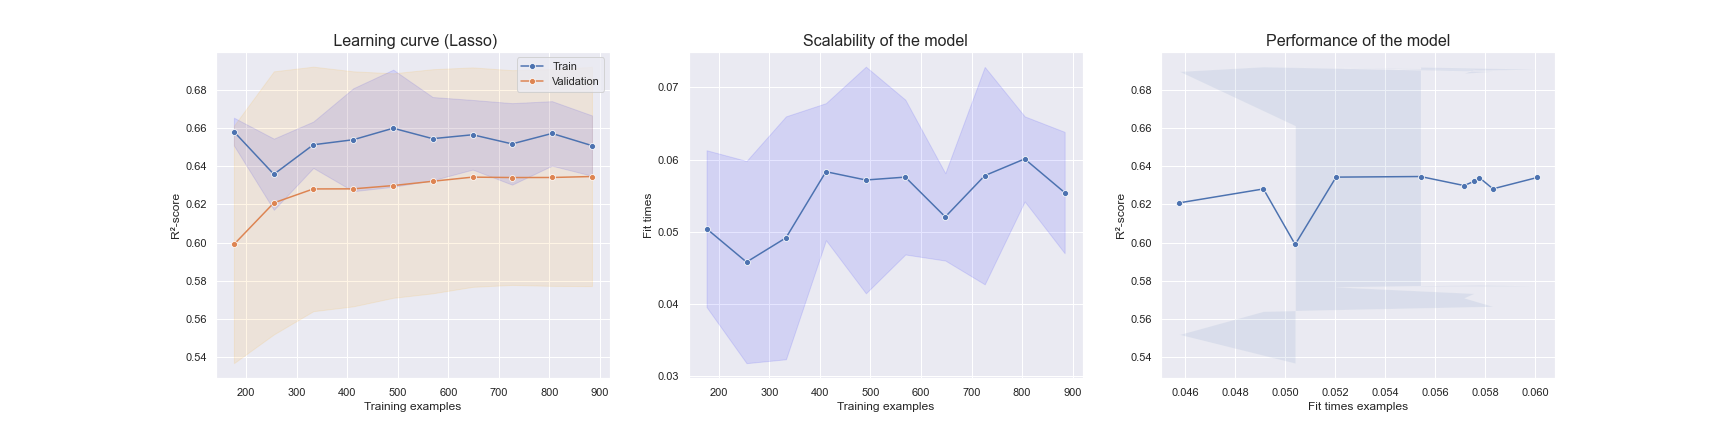 Learning curve (Lasso)
Train
Validation
0.68
0.66
0.64
0.62
0.60
0.58
0.56
0.54
R²-score
200 300 400 500 600 700 800 900
Training examples
Scalability of the model
0.07
0.06
0.05
0.04
0.03
Fit times
200 300 400 500 600 700 800 900
Training examples
Performance of the model
0.68
0.66
0.64
0.62
0.60
0.58
0.56
0.54
R²-score
0.046 0.048 0.050 0.052 0.054 0.056 0.058 0.060
Fit times examples